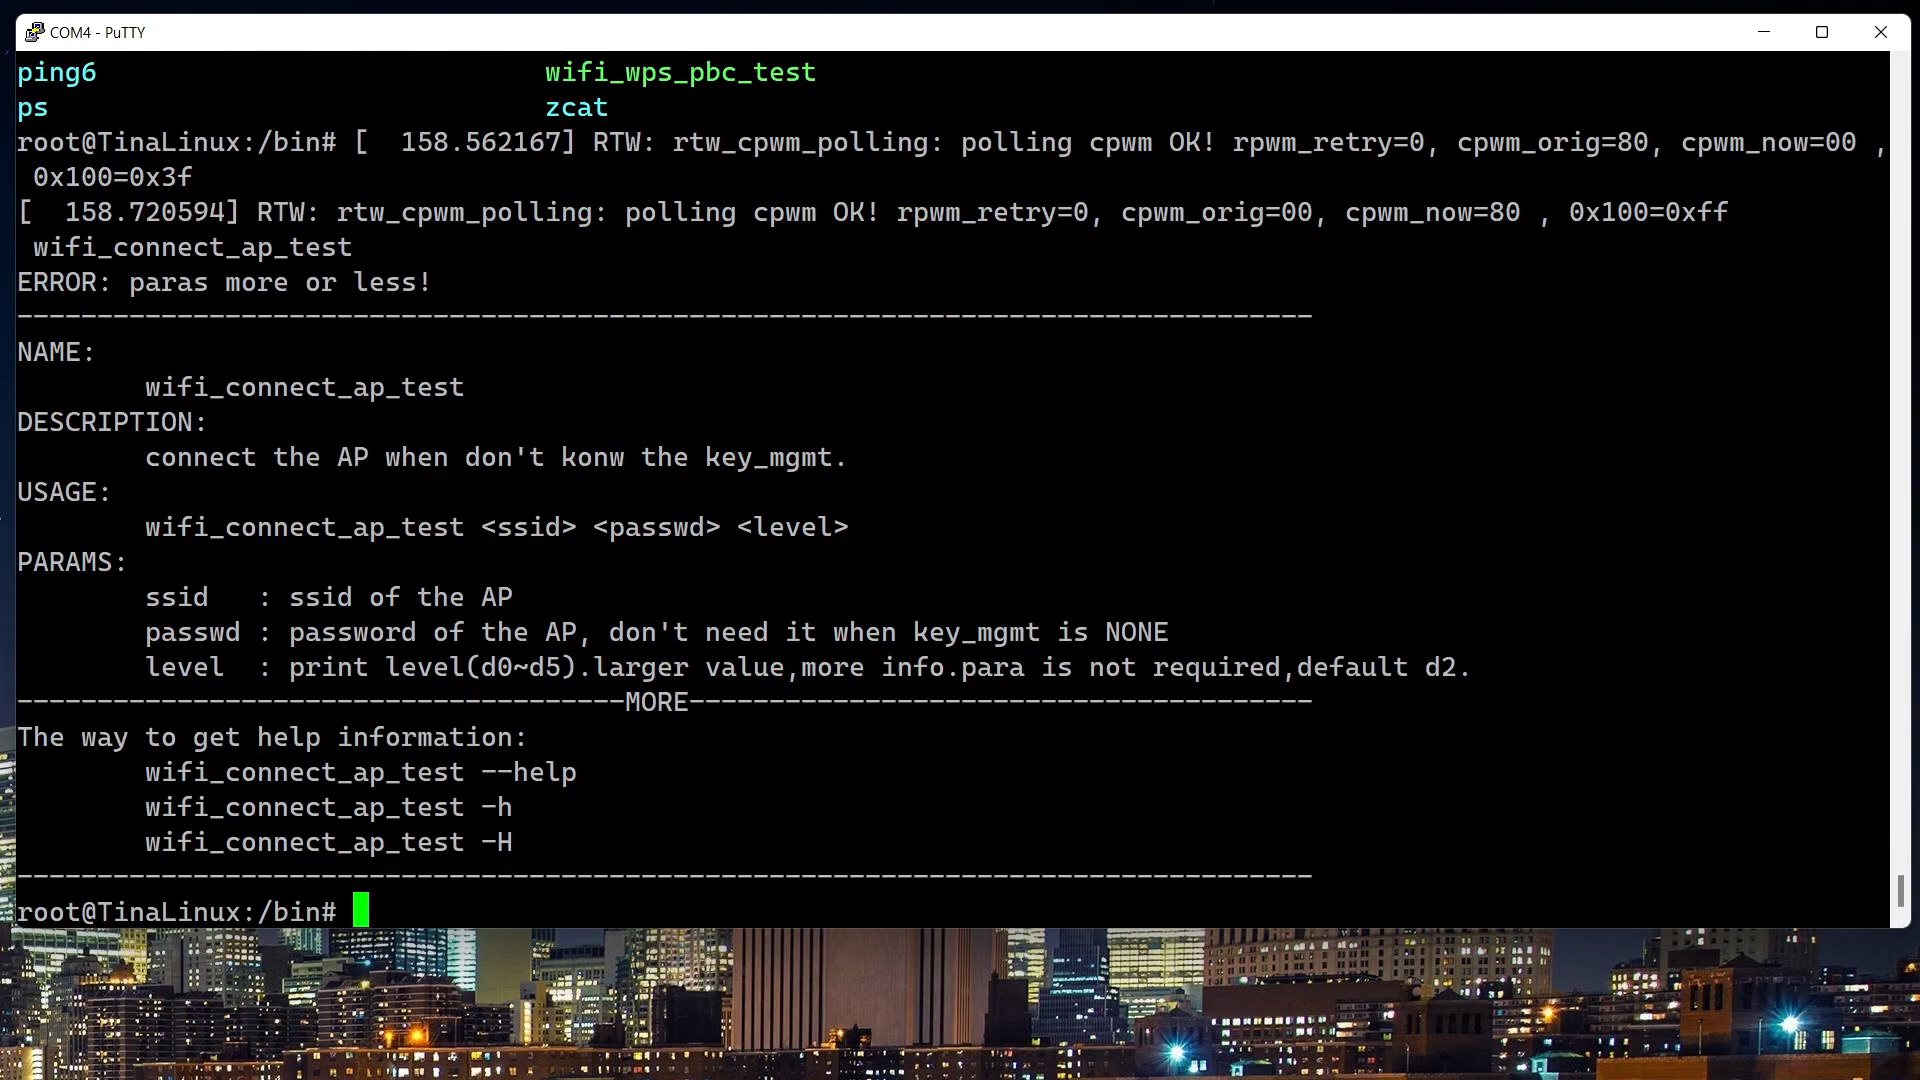 COM4 - PuTTY
ping6 wifi_wps_pbc_test
ps zcat
root@TinaLinux:/bin# [  158.562167] RTW: rtw_cpwm_polling: polling cpwm OK! rpwm_retry=0, cpwm_orig=80, cpwm_now=00 ,
 0x100=0x3f
[  158.720594] RTW: rtw_cpwm_polling: polling cpwm OK! rpwm_retry=0, cpwm_orig=00, cpwm_now=80 , 0x100=0xff
 wifi_connect_ap_test
ERROR: paras more or less!
---------------------------------------------------------------------------------
NAME:
        wifi_connect_ap_test
DESCRIPTION:
        connect the AP when don't konw the key_mgmt.
USAGE:
        wifi_connect_ap_test <ssid> <passwd> <level>
PARAMS:
        ssid   : ssid of the AP
        passwd : password of the AP, don't need it when key_mgmt is NONE
        level  : print level(d0~d5).larger value,more info.para is not required,default d2.
--------------------------------------MORE---------------------------------------
The way to get help information:
        wifi_connect_ap_test --help
        wifi_connect_ap_test -h
        wifi_connect_ap_test -H
---------------------------------------------------------------------------------
root@TinaLinux:/bin#